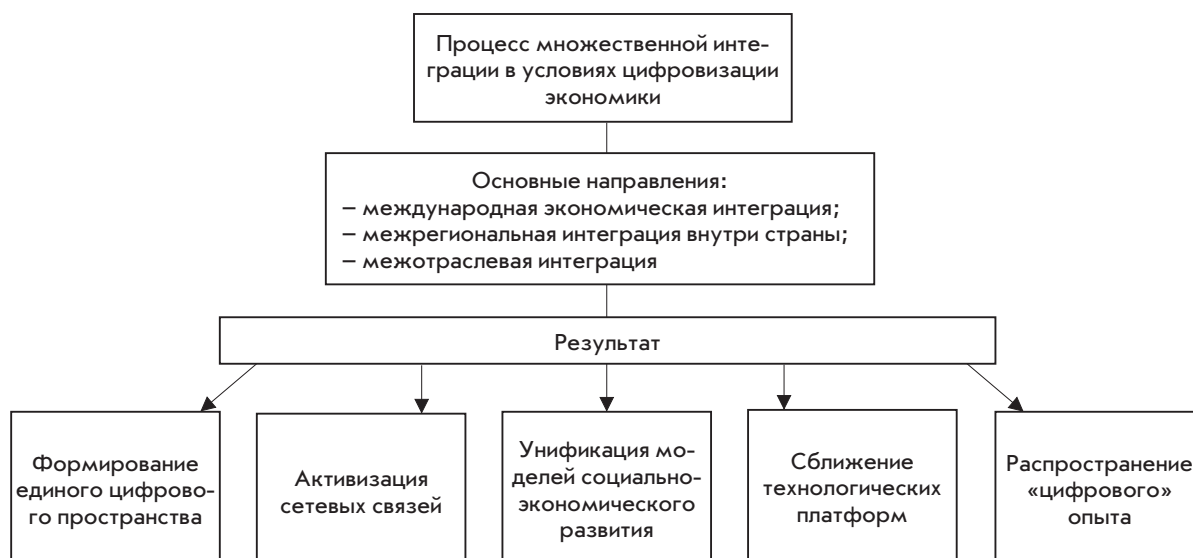 Процесс множественной инте-
грации в условиях цифровизации
экономики
Основные направления:
– международная экономическая интеграция;
– межрегиональная интеграция внутри страны;
– межотраслевая интеграция
Результат
Формирование
единого цифрово-
го пространства
Активизация
сетевых связей
Унификация мо-
делей социально-
экономического
развития
Сближение
технологических
платформ
Распространение
«цифрового»
опыта